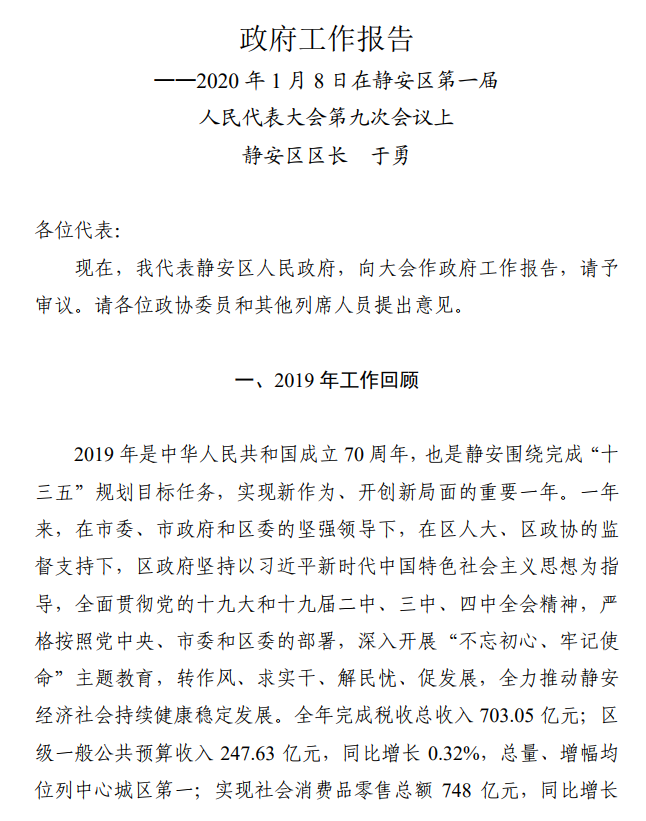 政府工作报告
——2020 年 1 月 8 日在静安区第一届
人民代表大会第九次会议上
静安区区长　于勇
各位代表：
现在，我代表静安区人民政府，向大会作政府工作报告，请予
审议。请各位政协委员和其他列席人员提出意见。
一、2019 年工作回顾
2019 年是中华人民共和国成立 70 周年，也是静安围绕完成“十
三五”规划目标任务，实现新作为、开创新局面的重要一年。一年
来，在市委、市政府和区委的坚强领导下，在区人大、区政协的监
督支持下，区政府坚持以习近平新时代中国特色社会主义思想为指
导，全面贯彻党的十九大和十九届二中、三中、四中全会精神，严
格按照党中央、市委和区委的部署，深入开展“不忘初心、牢记使
命”主题教育，转作风、求实干、解民忧、促发展，全力推动静安
经济社会持续健康稳定发展。全年完成税收总收入 703.05 亿元；区
级一般公共预算收入 247.63 亿元，同比增长 0.32%，总量、增幅均
位列中心城区第一；实现社会消费品零售总额 748 亿元，同比增长